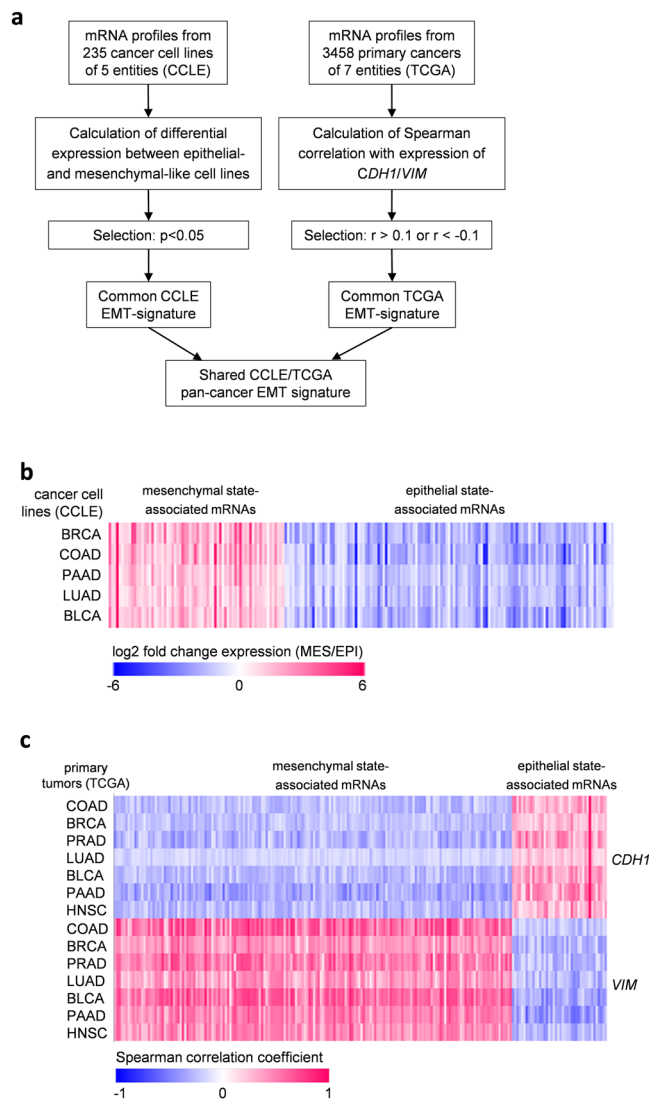 a
mRNA profiles from
235 cancer cell lines
of 5 entities (CCLE)
mRNA profiles from
3458 primary cancers
of 7 entities (TCGA)
Calculation of differential
expression between epithelial-
and mesenchymal-like cell lines
Calculation of Spearman
correlation with expression of
CDH1/VIM
Selection: p<0.05
Selection: r > 0.1 or r < -0.1
Common CCLE
EMT-signature
Common TCGA
EMT-signature
Shared CCLE/TCGA
pan-cancer EMT signature
b
cancer cell
lines (CCLE)
mesenchymal state-
associated mRNAs
epithelial state-
associated mRNAs
BRCA
COAD
PAAD
LUAD
BLCA
log2 fold change expression (MES/EPI)
-6 0 6
c
primary
tumors (TCGA)
mesenchymal state-
associated mRNAs
epithelial state-
associated mRNAs
COAD
BRCA
PRAD
LUAD
BLCA
PAAD
HNSC
CDH1
COAD
BRCA
PRAD
LUAD
BLCA
PAAD
HNSC
VIM
Spearman correlation coefficient
-1 0 1